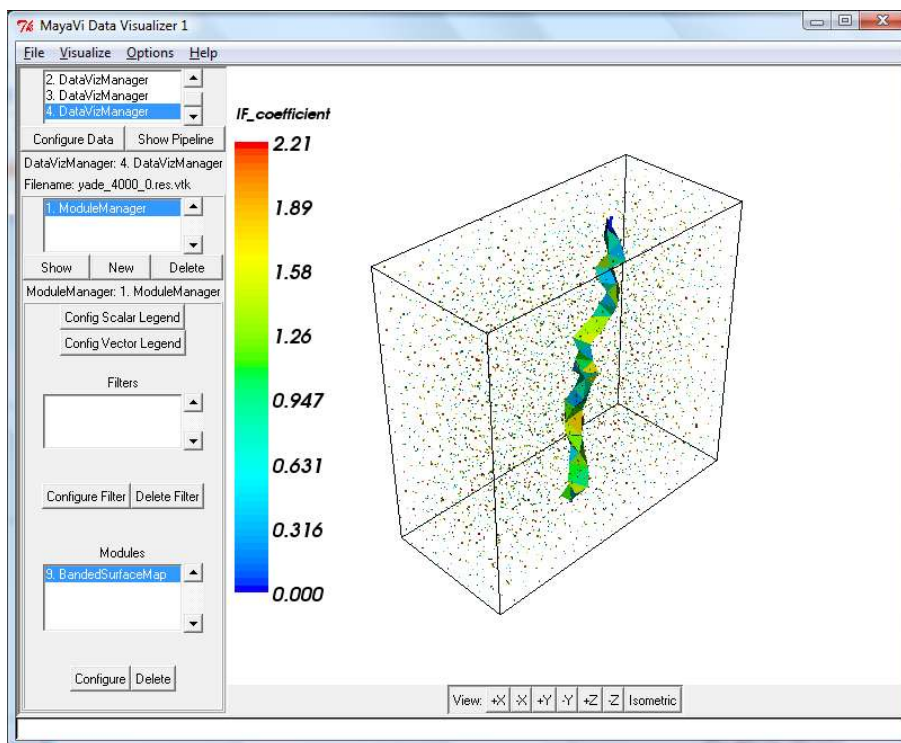 MayaVi Data Visualizer 1
File Visualize Options Help
2. DataVizManager
3. DataVizManager
4. DataVizManager
Configure Data Show Pipeline
DataVizManager: 4. DataVizManager
Filename: yade_4000_0.res.vtk
1. ModuleManager
Show New Delete
ModuleManager: 1. ModuleManager
Config Scalar Legend
Config Vector Legend
Filters
Configure Filter Delete Filter
Modules
9. BandedSurfaceMap
Configure Delete
IF_coefficient
2.21
1.89
1.58
1.26
0.947
0.631
0.316
0.000
View: +X -X +Y -Y +Z -Z Isometric